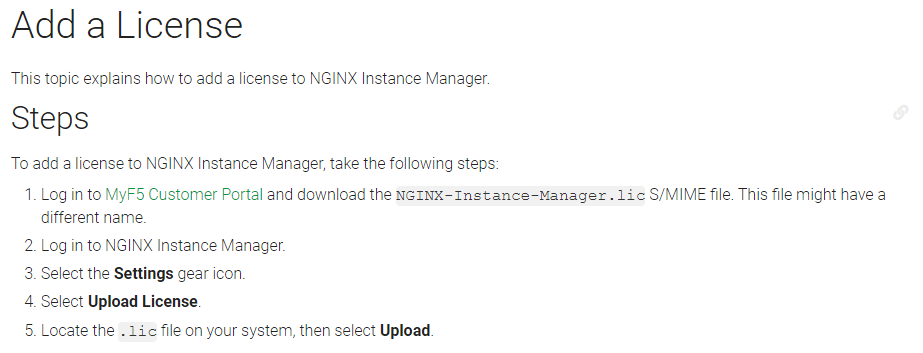 Add a License
This topic explains how to add a license to NGINX Instance Manager.
Steps
To add a license to NGINX Instance Manager, take the following steps:
1. Log in to MyF5 Customer Portal and download the NGINX-Instance-Manager.lic S/MIME file. This file might have a
different name.
2. Log in to NGINX Instance Manager.
3. Select the Settings gear icon.
4. Select Upload License.
5. Locate the .lic file on your system, then select Upload.